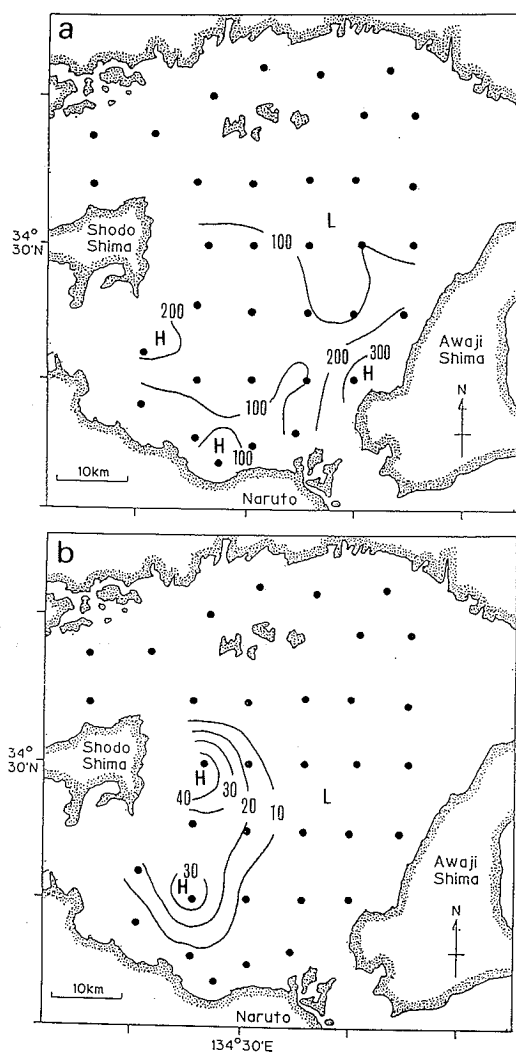 a
Shodo
Shima
34°
30'N
L
100
200
H
300
200
H
Awaji
Shima
100
H
100
N
10km
Naruto
b
Shodo
Shima
34°
30'N
H
40
30
20
10
L
30
H
Awaji
Shima
N
10km
Naruto
134°30'E